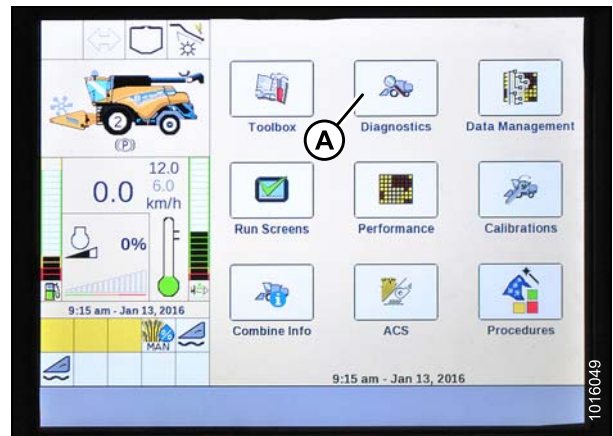 Toolbox
Diagnostics
Data Management
A
2
(P)
12.0
0.0
6.0
km/h
Run Screens
Performance
Calibrations
0%
E
9:15 am - Jan 13, 2016
MAN
Combine Info
ACS
Procedures
9:15 am - Jan 13, 2016
1016049